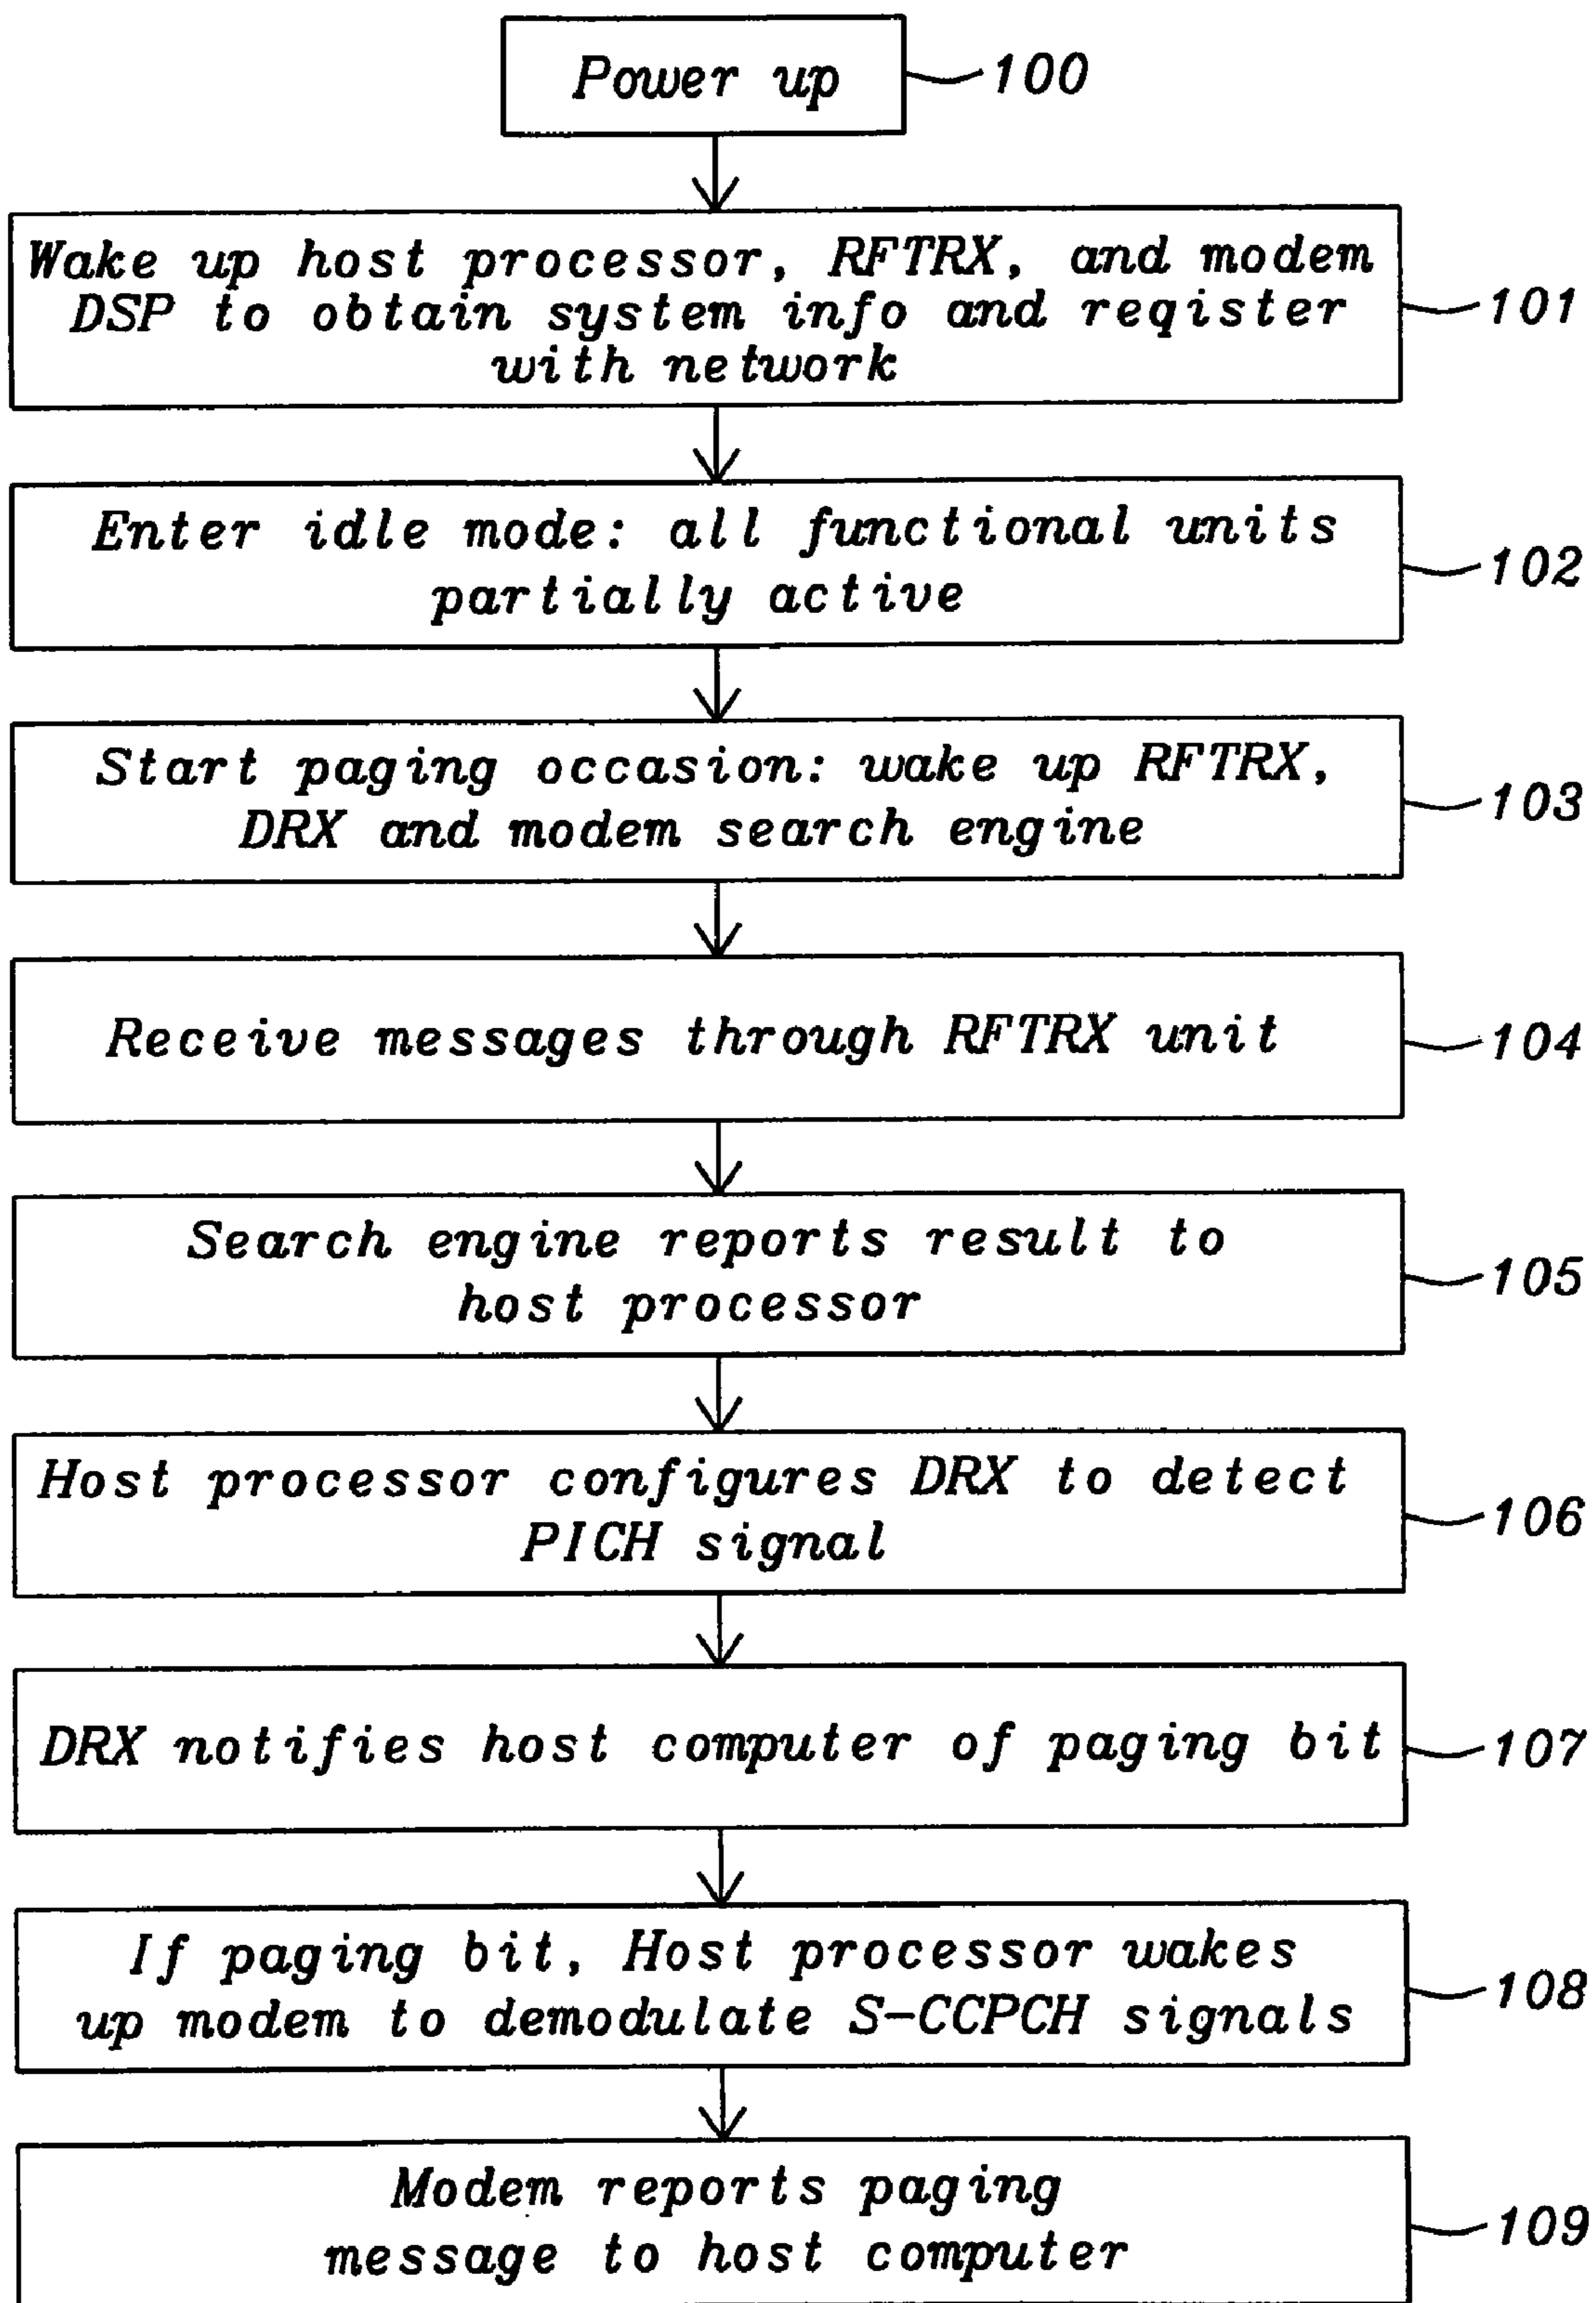 Power up
100
Wake up host processor, RFTRX, and modem
DSP to obtain system info and register
with network
101
Enter idle mode: all functional units
partially active
102
Start paging occasion: wake up RFTRX,
DRX and modem search engine
103
Receive messages through RFTRX unit
104
Search engine reports result to
host processor
105
Host processor configures DRX to detect
PICH signal
106
DRX notifies host computer of paging bit
107
If paging bit, Host processor wakes
up modem to demodulate S-CCPCH signals
108
Modem reports paging
message to host computer
109